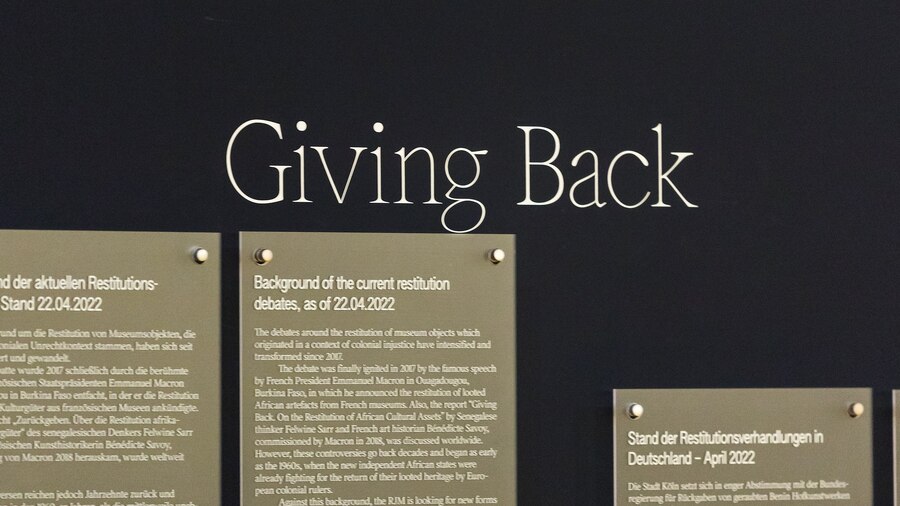 Giving Back
nd der aktuellen Restitutions-
Stand 22.04.2022
rund um die Restitution von Museumsobjekten, die
onialen Unrechtkontext stammen, haben sich seit
ert und gewandelt.
atte wurde 2017 schließlich durch die berühmte
zösischen Staatspräsidenten Emmanuel Macron
ou in Burkina Faso entfacht, in der er die Restitution
Kulturgüter aus französischen Museen ankündigte.
cht „Zurückgeben. Über die Restitution afrika-
rgüter" des senegalesischen Denkers Felwine Sarr
ösischen Kunsthistorikerin Bénédicte Savoy,
g von Macron 2018 herauskam, wurde weltweit
ersen reichen jedoch Jahrzehnte zurück und
Background of the current restitution
debates, as of 22.04.2022
The debates around the restitution of museum objects which
originated in a context of colonial injustice have intensified and
transformed since 2017.
The debate was finally ignited in 2017 by the famous speech
by French President Emmanuel Macron in Ouagadougou,
Burkina Faso, in which he announced the restitution of looted
African artefacts from French museums. Also, the report "Giving
Back. On the Restitution of African Cultural Assets" by Senegalese
thinker Felwine Sarr and French art historian Bénédicte Savoy,
commissioned by Macron in 2018, was discussed worldwide.
However, these controversies go back decades and began as early
as the 1960s, when the new independent African states were
already fighting for the return of their looted heritage by Euro-
pean colonial rulers.
Against this background, the RJM is looking for new forms
Stand der Restitutionsverhandlungen in
Deutschland – April 2022
Die Stadt Köln setzt sich in enger Abstimmung mit der Bundes-
regierung für Rückgaben von geraubten Benin Hofkunstwerken